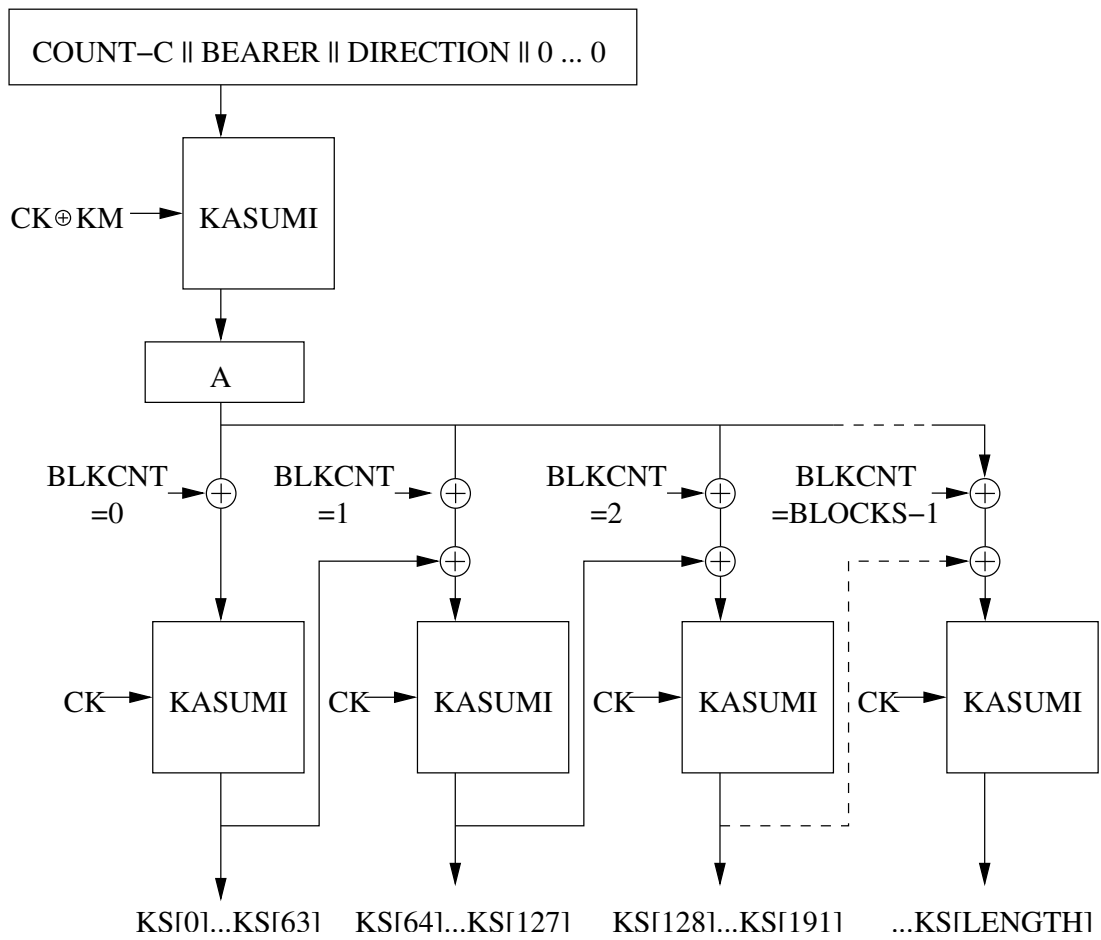 COUNT−C || BEARER || DIRECTION || 0 ... 0
CK⊕KM
KASUMI
A
BLKCNT
=0
BLKCNT
=1
BLKCNT
=2
BLKCNT
=BLOCKS−1
CK
KASUMI
CK
KASUMI
CK
KASUMI
CK
KASUMI
KS[0]...KS[63]
KS[64]...KS[127]
KS[128]...KS[191]
...KS[LENGTH]